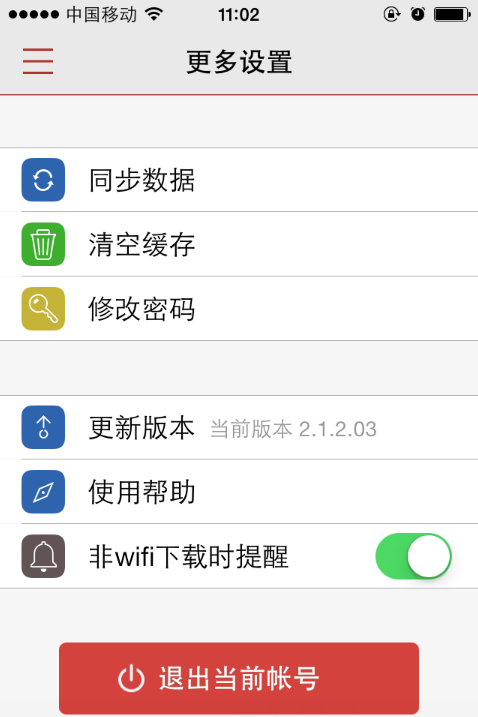 中国移动 11:02
更多设置
同步数据
清空缓存
修改密码
更新版本 当前版本 2.1.2.03
使用帮助
非wifi下载时提醒
退出当前帐号